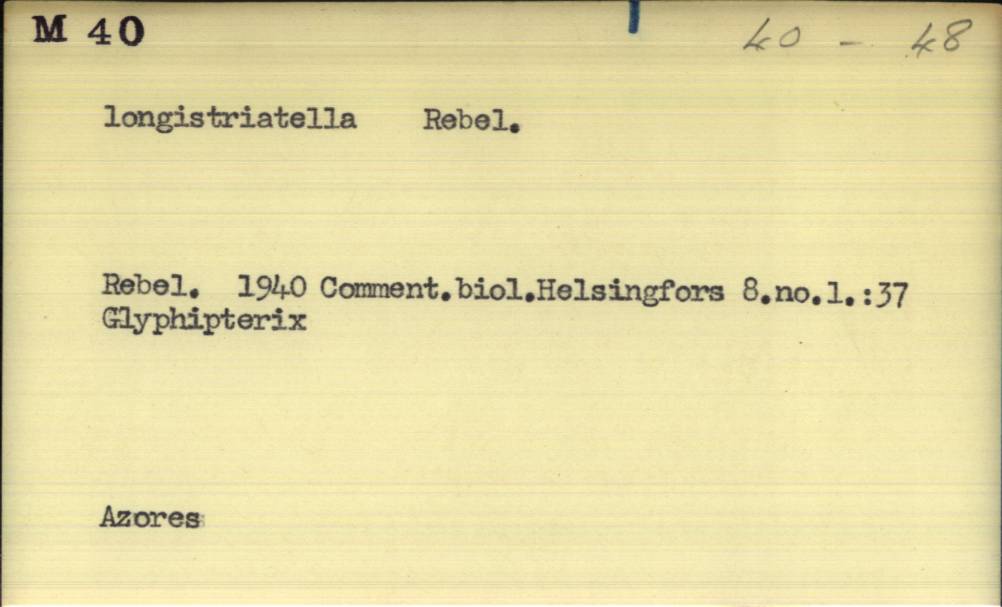 M 40
40 - 48
longistriatella Rebel.
Rebel. 1940 Comment.biol.Helsingfors 8.no.1.:37
Glyphipterix
Azores